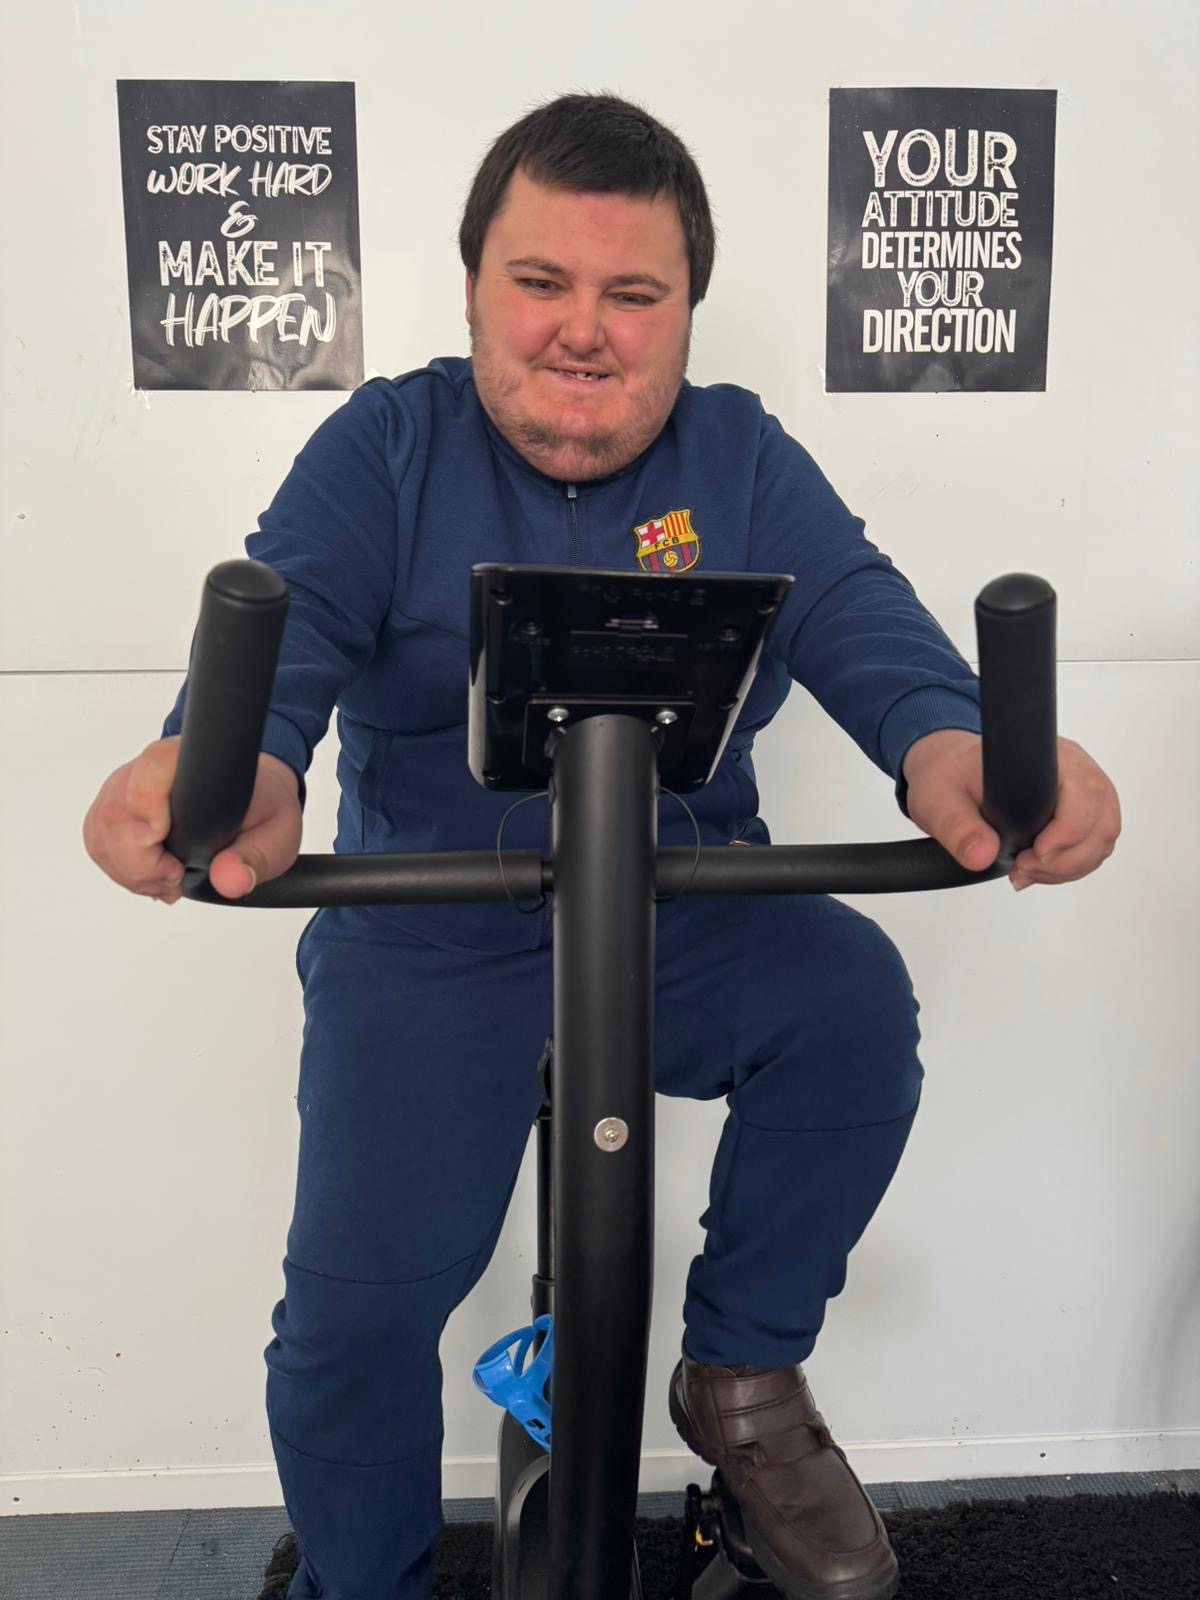 STAY POSITIVE
WORK HARD
&
MAKE IT
HAPPEN
YOUR
ATTITUDE
DETERMINES
YOUR
DIRECTION
FCB